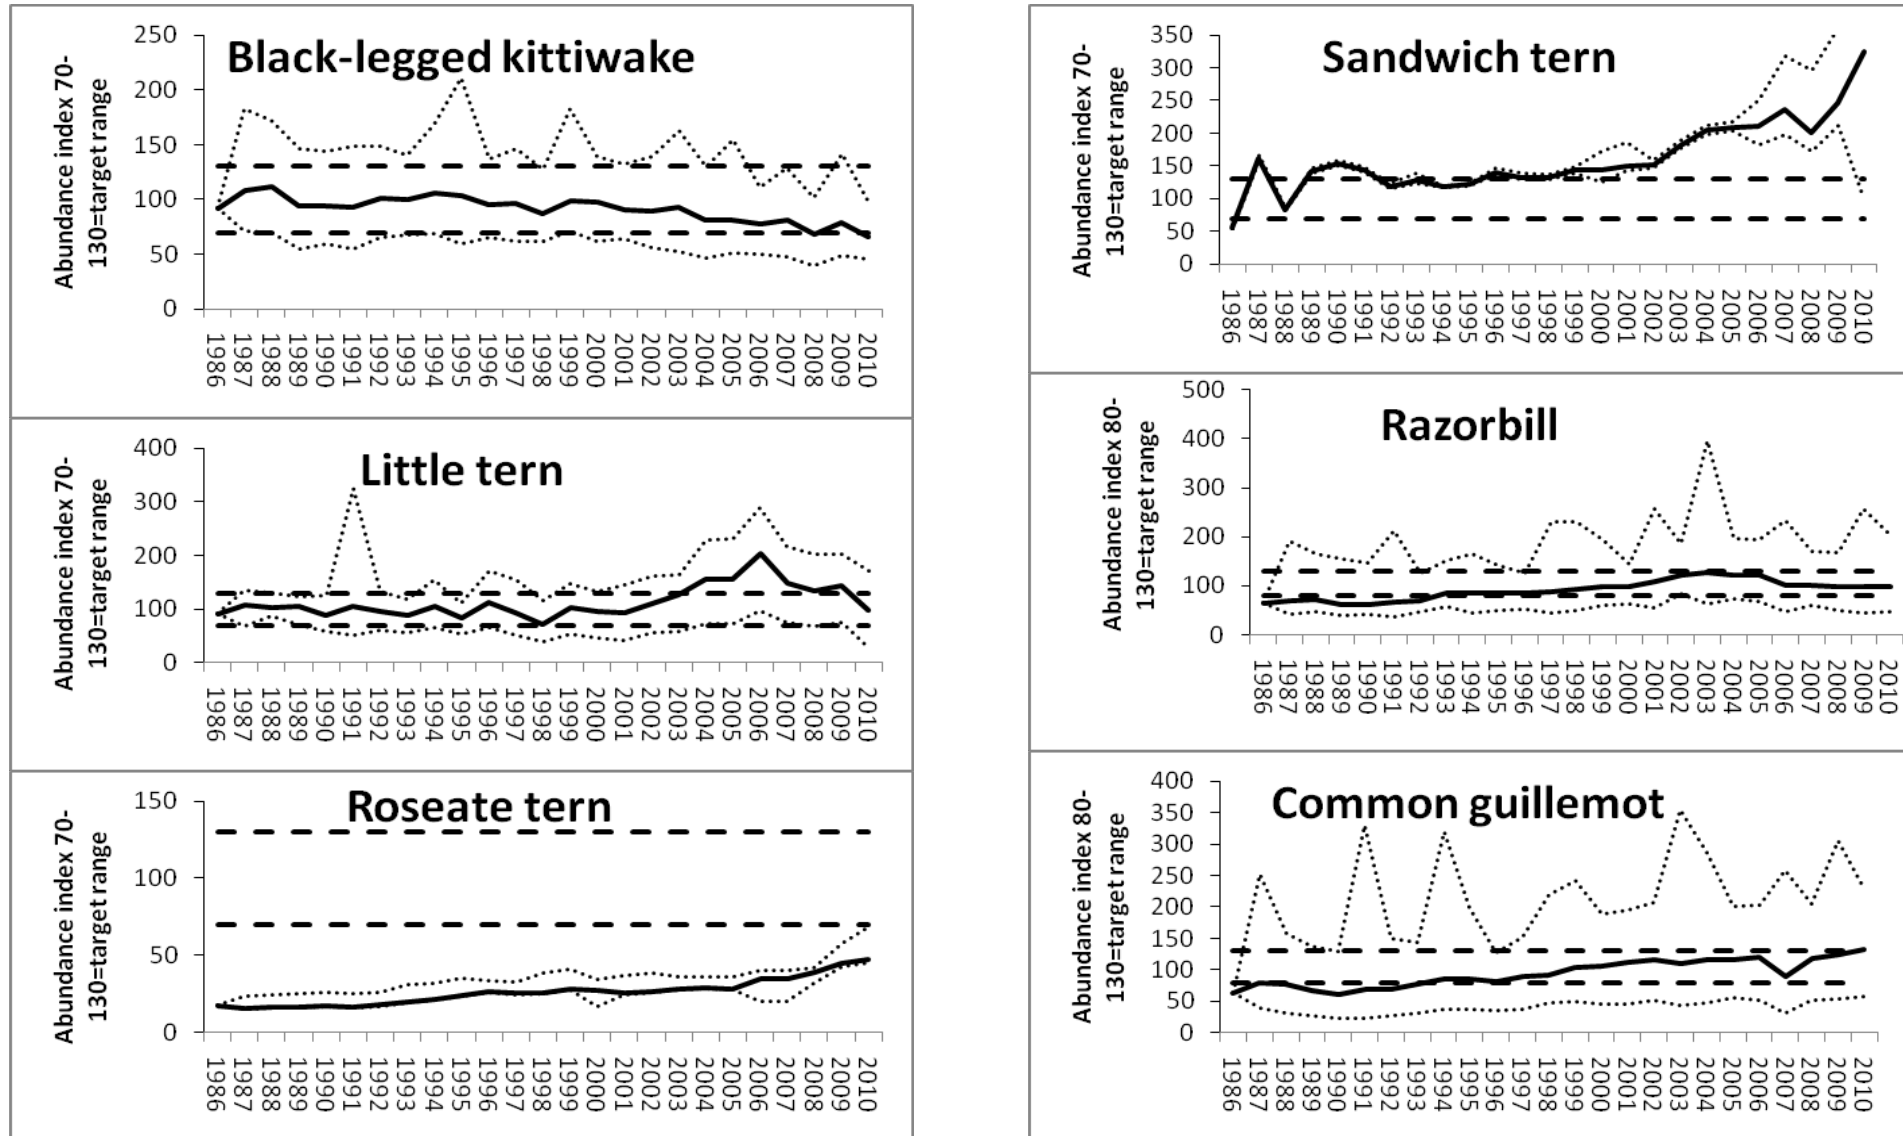 Black-legged kittiwake
Abundance index 70-
130=target range
250
200
150
100
50
0
1986 1987 1988 1989 1990 1991 1992 1993 1994 1995 1996 1997 1998 1999 2000 2001 2002 2003 2004 2005 2006 2007 2008 2009 2010
Little tern
Abundance index 70-
130=target range
400
300
200
100
0
1986 1987 1988 1989 1990 1991 1992 1993 1994 1995 1996 1997 1998 1999 2000 2001 2002 2003 2004 2005 2006 2007 2008 2009 2010
Roseate tern
Abundance index 70-
130=target range
150
100
50
0
1986 1987 1988 1989 1990 1991 1992 1993 1994 1995 1996 1997 1998 1999 2000 2001 2002 2003 2004 2005 2006 2007 2008 2009 2010
Sandwich tern
Abundance index 70-
130=target range
350
300
250
200
150
100
50
0
1986 1987 1988 1989 1990 1991 1992 1993 1994 1995 1996 1997 1998 1999 2000 2001 2002 2003 2004 2005 2006 2007 2008 2009 2010
Razorbill
Abundance index 80-
130=target range
500
400
300
200
100
0
1986 1987 1988 1989 1990 1991 1992 1993 1994 1995 1996 1997 1998 1999 2000 2001 2002 2003 2004 2005 2006 2007 2008 2009 2010
Common guillemot
Abundance index 80-
130=target range
400
350
300
250
200
150
100
50
0
1986 1987 1988 1989 1990 1991 1992 1993 1994 1995 1996 1997 1998 1999 2000 2001 2002 2003 2004 2005 2006 2007 2008 2009 2010